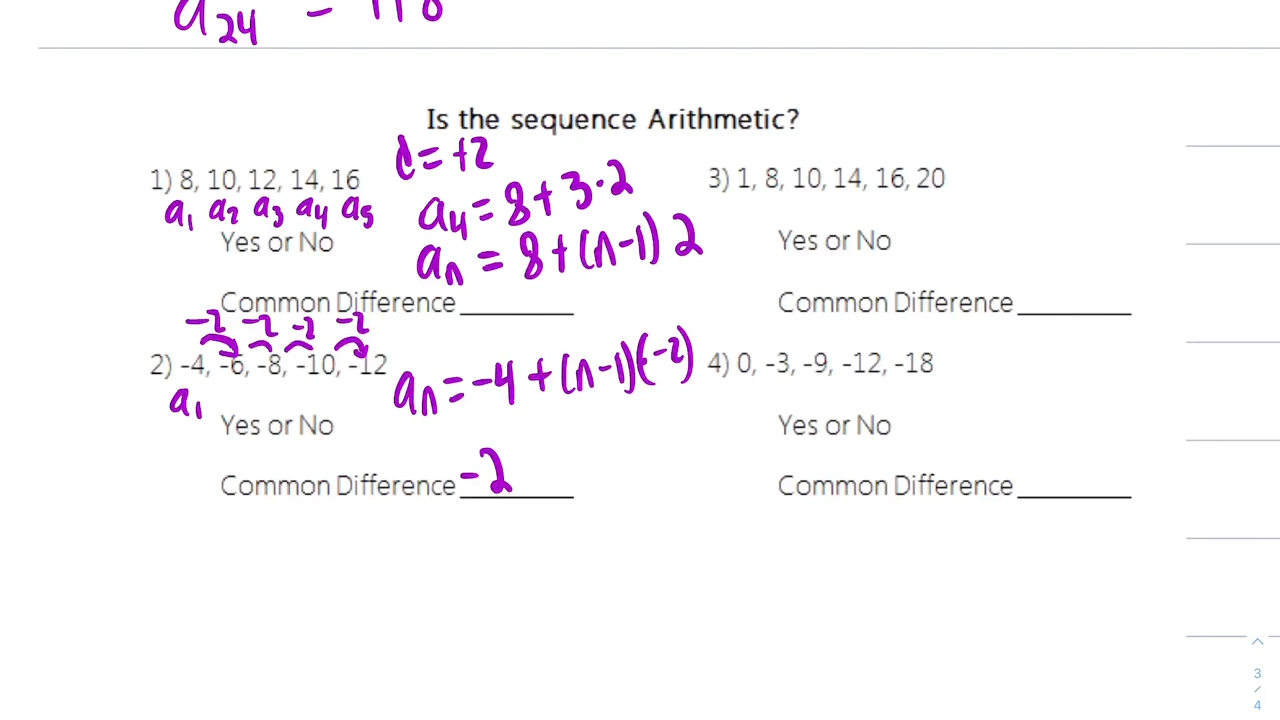 a24 = 118
Is the sequence Arithmetic?
d = +2
1) 8, 10, 12, 14, 16
a1 a2 a3 a4 a5
a4 = 8 + 3 · 2
Yes or No
an = 8 + (n-1) 2
Common Difference
-2 -2 -2 -2
2) -4, -6, -8, -10, -12
a1
an = -4 + (n-1)(-2)
Yes or No
Common Difference -2
3) 1, 8, 10, 14, 16, 20
Yes or No
Common Difference
4) 0, -3, -9, -12, -18
Yes or No
Common Difference
3
/
4